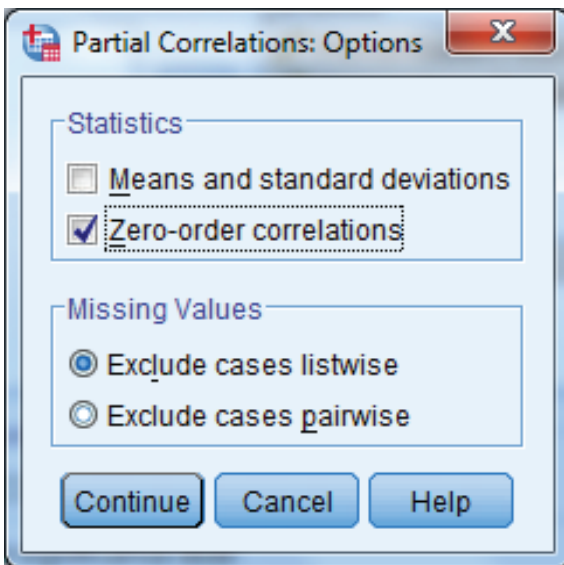 Partial Correlations: Options
Statistics
Means and standard deviations
Zero-order correlations
Missing Values
Exclude cases listwise
Exclude cases pairwise
Continue Cancel Help